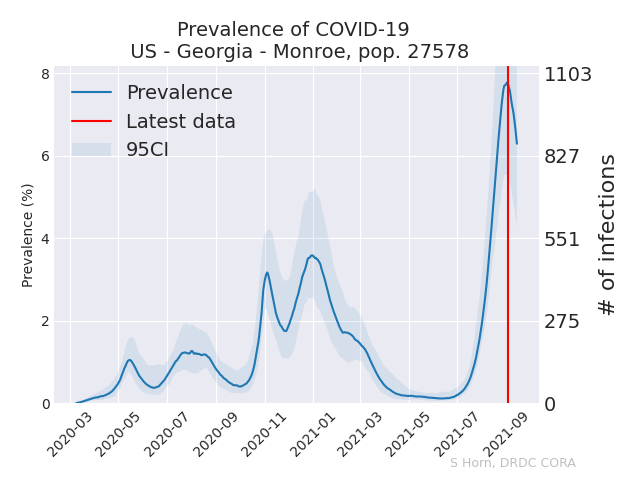 Prevalence of COVID-19
US - Georgia - Monroe, pop. 27578
Prevalence
Latest data
95CI
Prevalence (%)
8
6
4
2
0
1103
827
551
275
0
# of infections
2020-03
2020-05
2020-07
2020-09
2020-11
2021-01
2021-03
2021-05
2021-07
2021-09
S Horn, DRDC CORA